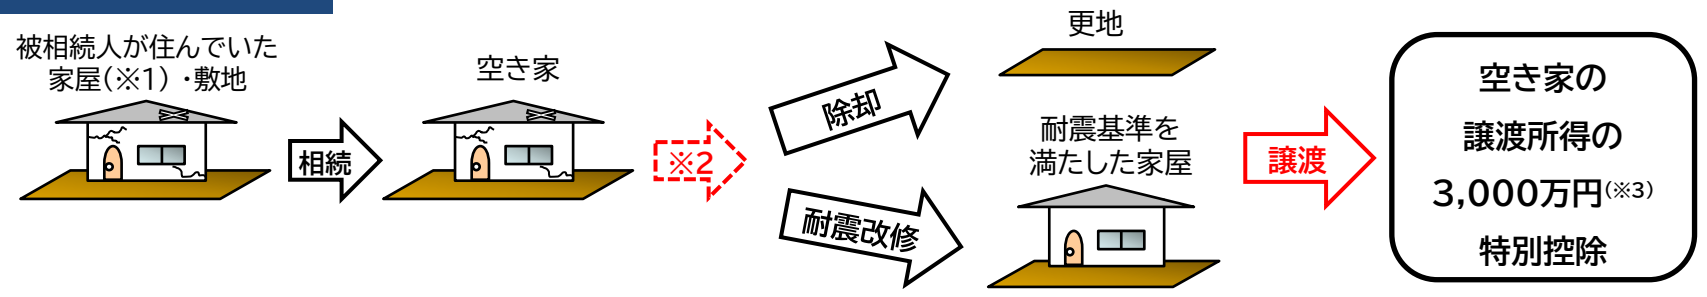 被相続人が住んでいた
家屋(※1)・敷地
相続
空き家
※2
除却
更地
耐震改修
耐震基準を
満たした家屋
譲渡
空き家の
譲渡所得の
3,000万円(※3)
特別控除